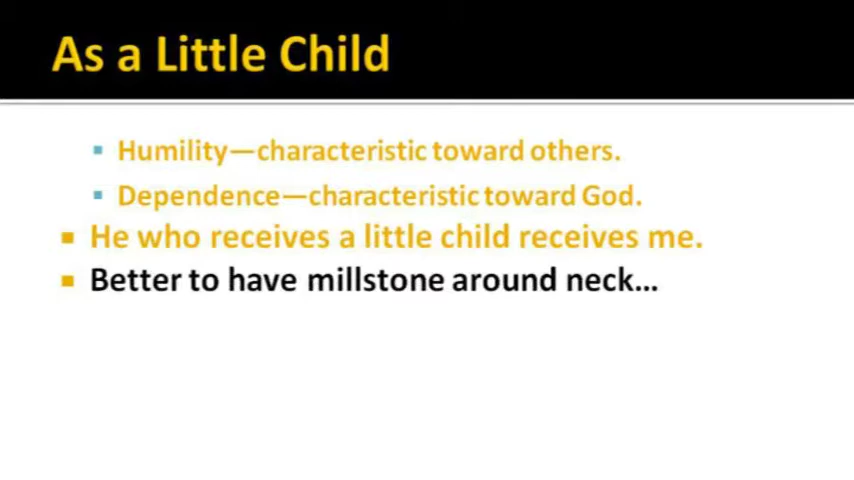 As a Little Child
Humility—characteristic toward others.
Dependence—characteristic toward God.
He who receives a little child receives me.
Better to have millstone around neck…